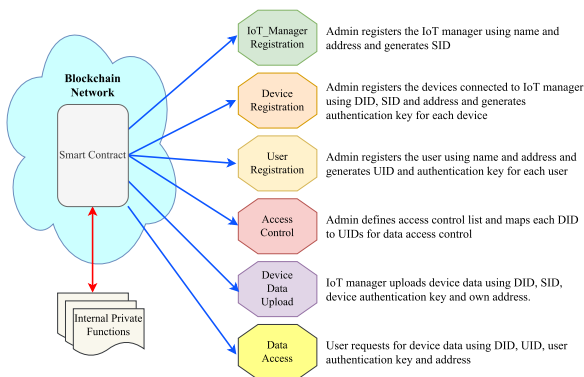 Blockchain
Network
Smart Contract
Internal Private
Functions
IoT_Manager
Registration
Admin registers the IoT manager using name and
address and generates SID
Device
Registration
Admin registers the devices connected to IoT manager
using DID, SID and address and generates
authentication key for each device
User
Registration
Admin registers the user using name and address and
generates UID and authentication key for each user
Access
Control
Admin defines access control list and maps each DID
to UIDs for data access control
Device
Data
Upload
IoT manager uploads device data using DID, SID,
device authentication key and own address.
Data
Access
User requests for device data using DID, UID, user
authentication key and address